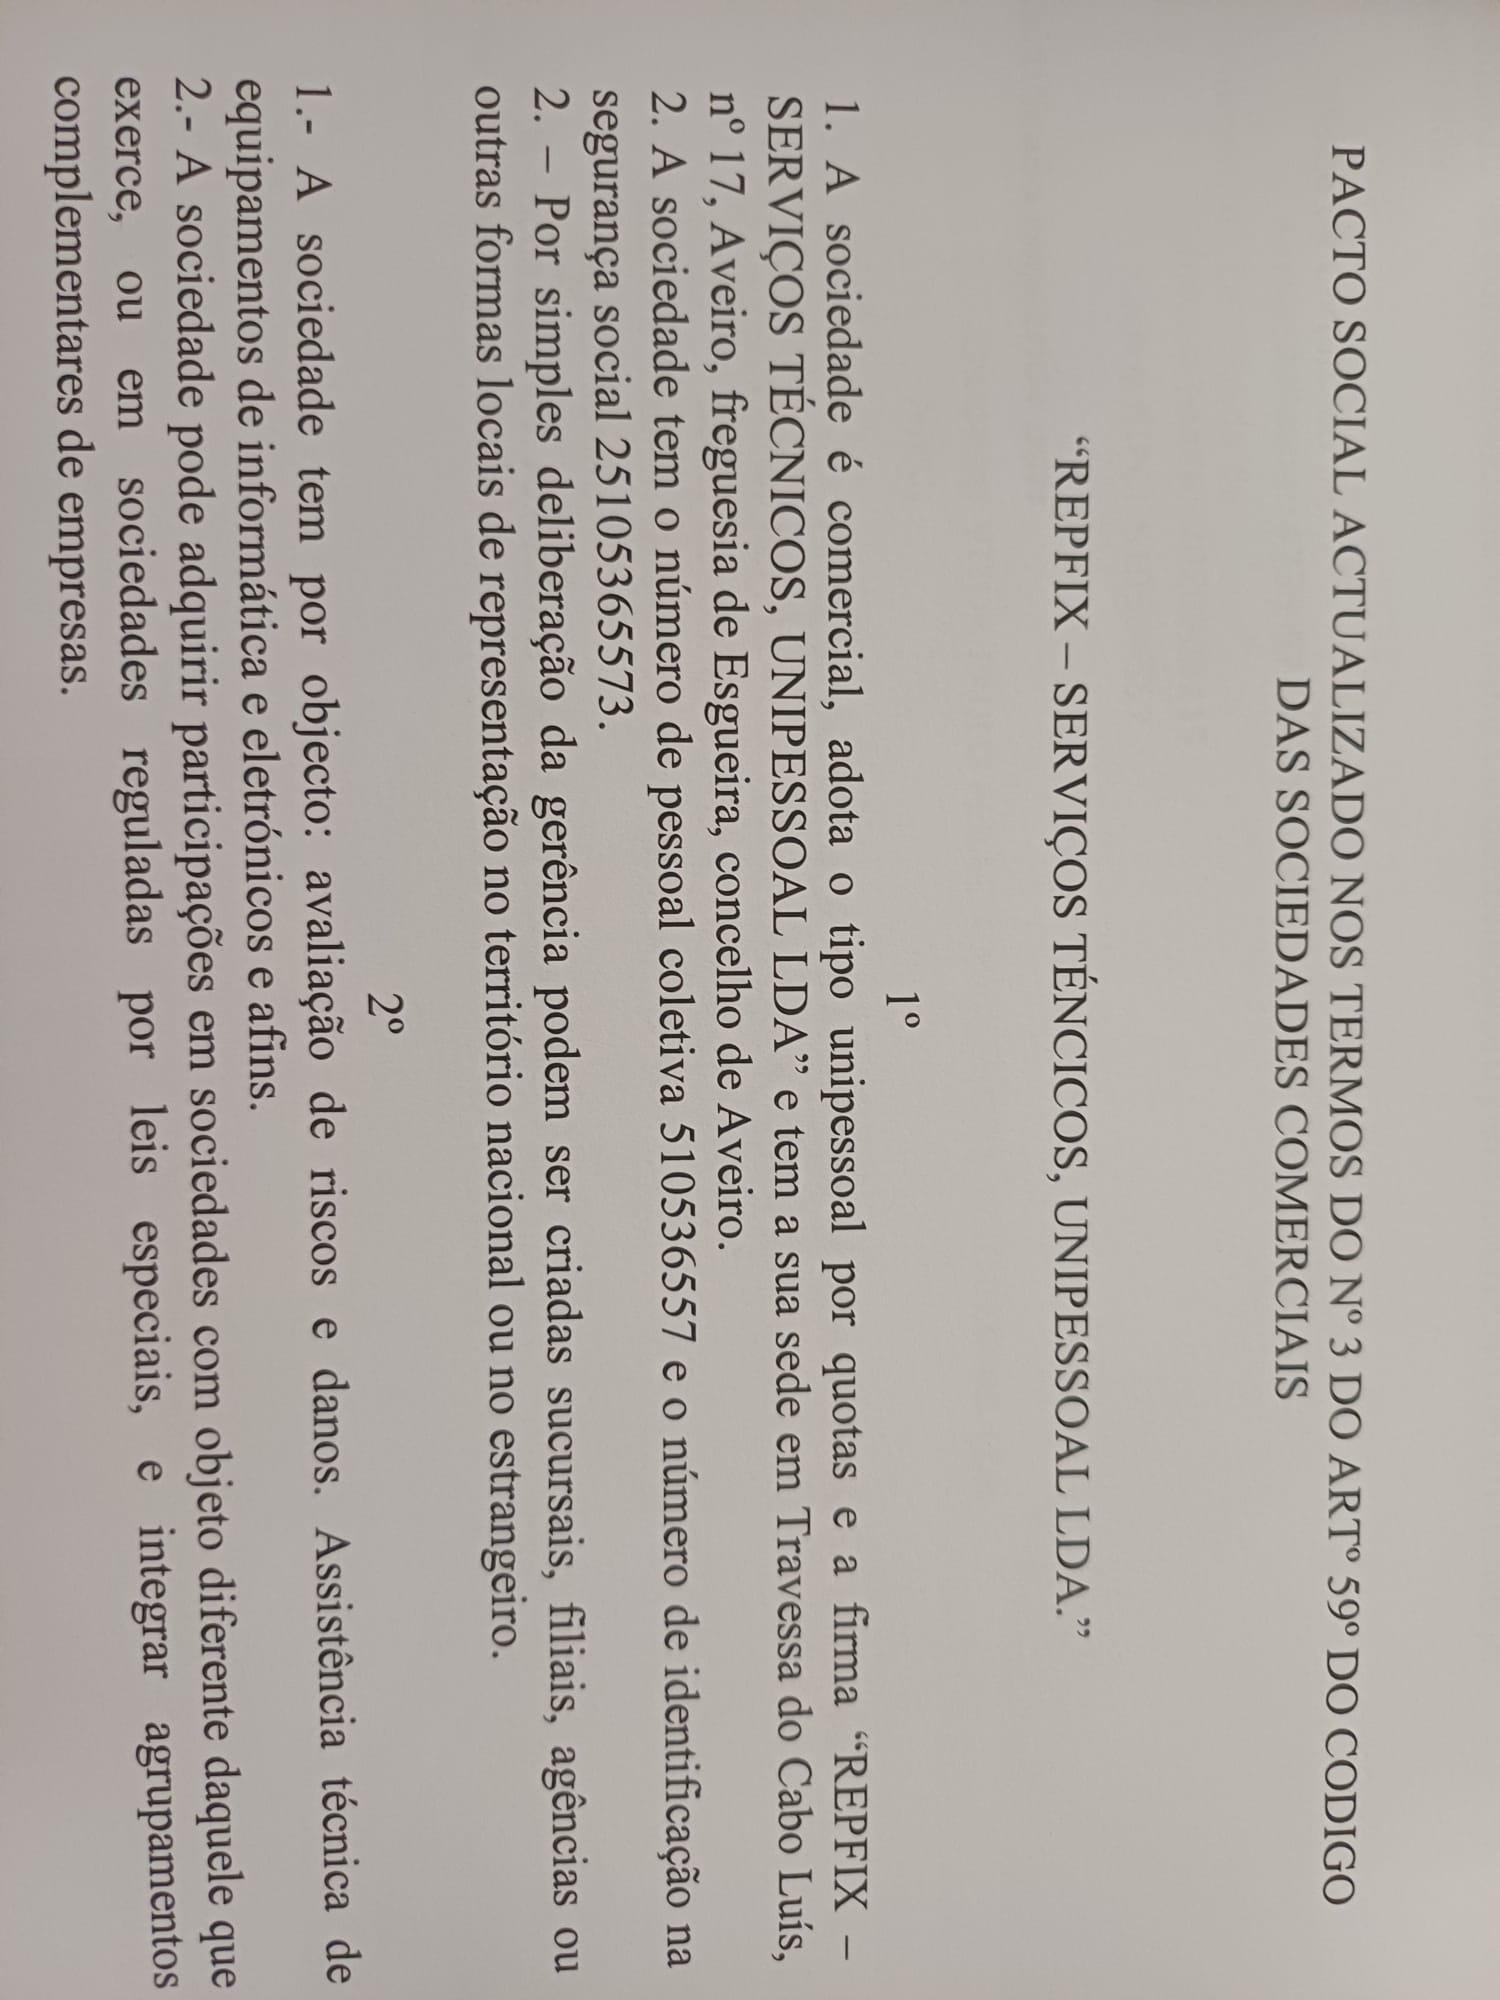 PACTO SOCIAL ACTUALIZADO NOS TERMOS DO Nº 3 DO ARTº 59º DO CODIGO
DAS SOCIEDADES COMERCIAIS
“REPFIX – SERVIÇOS TÉNCICOS, UNIPESSOAL LDA.”
1º
1. A sociedade é comercial, adota o tipo unipessoal por quotas e a firma “REPFIX –
SERVIÇOS TÉCNICOS, UNIPESSOAL LDA” e tem a sua sede em Travessa do Cabo Luís,
nº 17, Aveiro, freguesia de Esgueira, concelho de Aveiro.
2. A sociedade tem o número de pessoal coletiva 510536557 e o número de identificação na
segurança social 25105365573.
2. – Por simples deliberação da gerência podem ser criadas sucursais, filiais, agências ou
outras formas locais de representação no território nacional ou no estrangeiro.
2º
1.- A sociedade tem por objecto: avaliação de riscos e danos. Assistência técnica de
equipamentos de informática e eletrónicos e afins.
2.- A sociedade pode adquirir participações em sociedades com objeto diferente daquele que
exerce, ou em sociedades reguladas por leis especiais, e integrar agrupamentos
complementares de empresas.